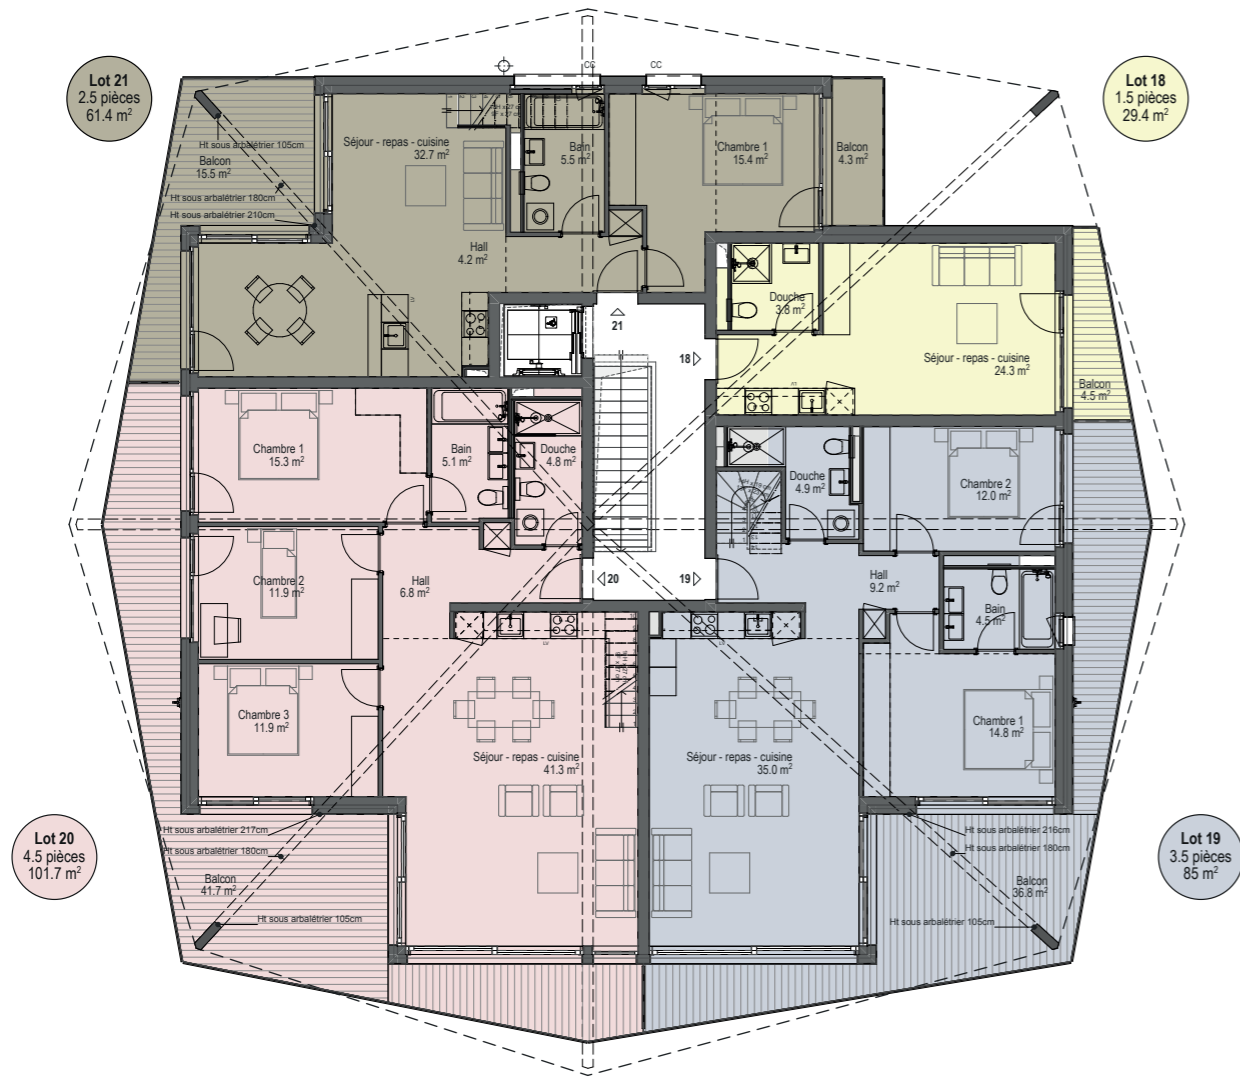 Lot 21
2.5 pièces
61.4 m²
Lot 18
1.5 pièces
29.4 m²
CC
CC
Ht sous arbalétrier 105cm
Balcon
15.5 m²
Ht sous arbalétrier 180cm
Ht sous arbalétrier 210cm
Séjour - repas - cuisine
32.7 m²
Bain
5.5 m²
Chambre 1
15.4 m²
Balcon
4.3 m²
Hall
4.2 m²
Douche
3.8 m²
Séjour - repas - cuisine
24.3 m²
Balcon
4.5 m²
21
18
Chambre 1
15.3 m²
Bain
5.1 m²
Douche
4.8 m²
Douche
4.9 m²
Chambre 2
12.0 m²
Chambre 2
11.9 m²
Hall
6.8 m²
20
19
Hall
9.2 m²
Bain
4.5 m²
Chambre 3
11.9 m²
Séjour - repas - cuisine
41.3 m²
Séjour - repas - cuisine
35.0 m²
Chambre 1
14.8 m²
Lot 20
4.5 pièces
101.7 m²
Ht sous arbalétrier 217cm
Ht sous arbalétrier 180cm
Balcon
41.7 m²
Ht sous arbalétrier 105cm
Ht sous arbalétrier 216cm
Ht sous arbalétrier 180cm
Balcon
36.8 m²
Ht sous arbalétrier 105cm
Lot 19
3.5 pièces
85 m²